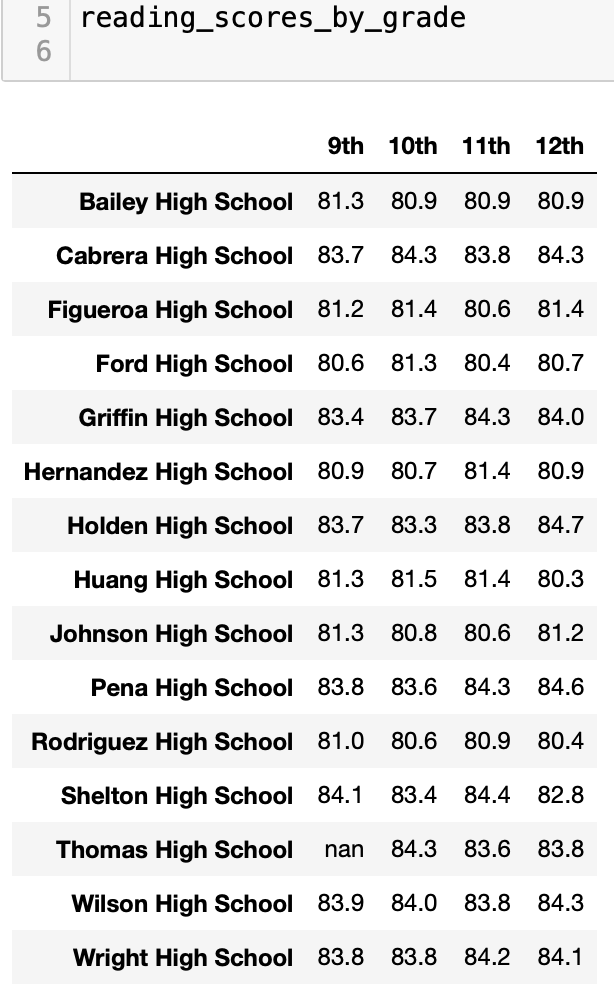 5 reading_scores_by_grade
6
9th 10th 11th 12th
Bailey High School 81.3 80.9 80.9 80.9
Cabrera High School 83.7 84.3 83.8 84.3
Figueroa High School 81.2 81.4 80.6 81.4
Ford High School 80.6 81.3 80.4 80.7
Griffin High School 83.4 83.7 84.3 84.0
Hernandez High School 80.9 80.7 81.4 80.9
Holden High School 83.7 83.3 83.8 84.7
Huang High School 81.3 81.5 81.4 80.3
Johnson High School 81.3 80.8 80.6 81.2
Pena High School 83.8 83.6 84.3 84.6
Rodriguez High School 81.0 80.6 80.9 80.4
Shelton High School 84.1 83.4 84.4 82.8
Thomas High School nan 84.3 83.6 83.8
Wilson High School 83.9 84.0 83.8 84.3
Wright High School 83.8 83.8 84.2 84.1